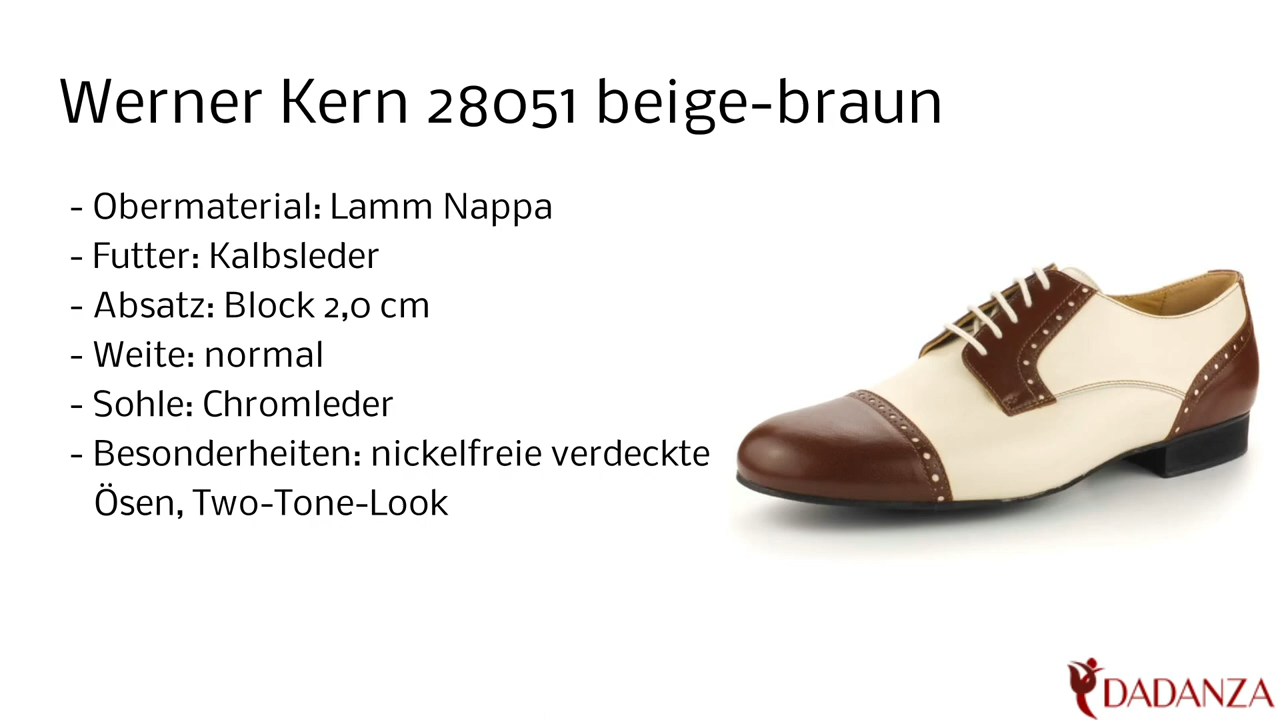 Werner Kern 28051 beige-braun
- Obermaterial: Lamm Nappa
- Futter: Kalbsleder
- Absatz: Block 2,0 cm
- Weite: normal
- Sohle: Chromleder
- Besonderheiten: nickelfreie verdeckte
Ösen, Two-Tone-Look
DADANZA